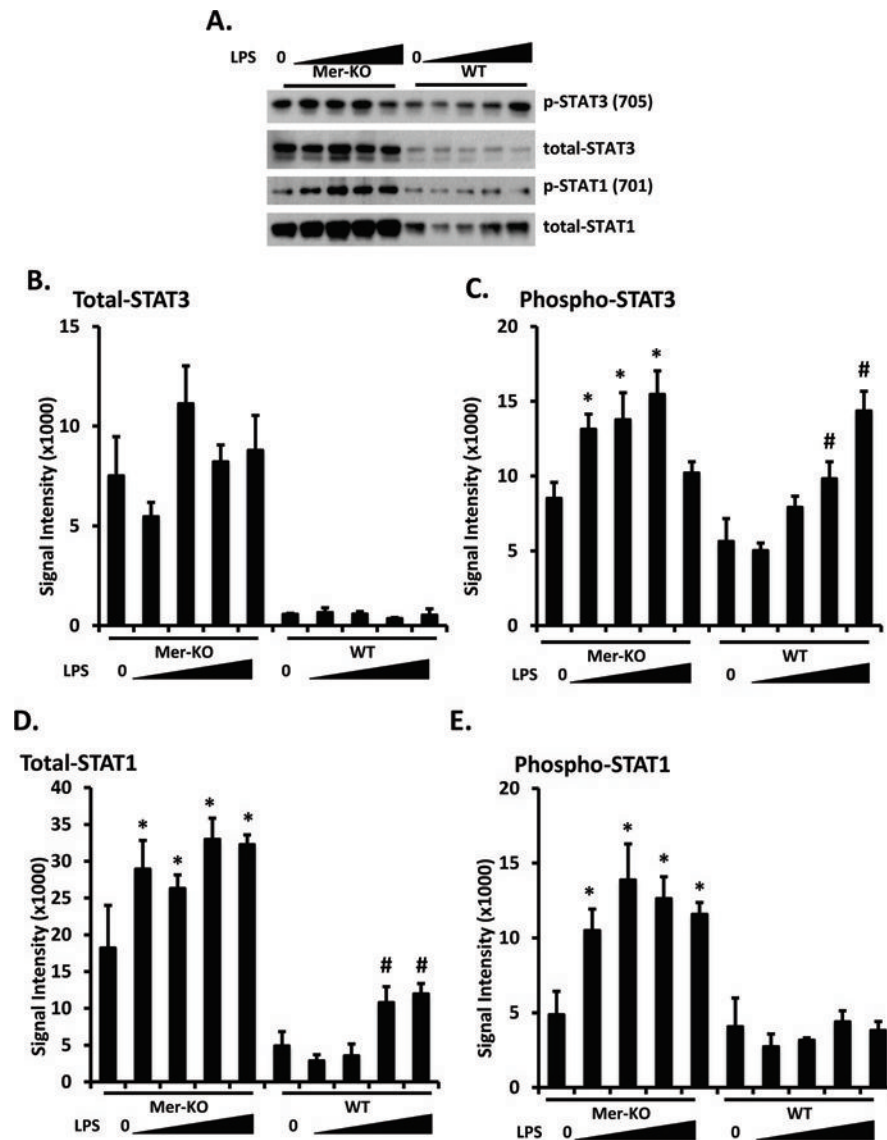 A.
LPS 0 0
Mer-KO WT
p-STAT3 (705)
total-STAT3
p-STAT1 (701)
total-STAT1
B.
Total-STAT3
Signal Intensity (x1000)
15
10
5
0
Mer-KO WT
LPS 0 0
C.
Phospho-STAT3
Signal Intensity (x1000)
20
15
10
5
0
* * * # #
Mer-KO WT
LPS 0 0
D.
Total-STAT1
Signal Intensity (x1000)
40
35
30
25
20
15
10
5
0
* * * * # #
Mer-KO WT
LPS 0 0
E.
Phospho-STAT1
Signal Intensity (x1000)
20
15
10
5
0
* * * *
Mer-KO WT
LPS 0 0